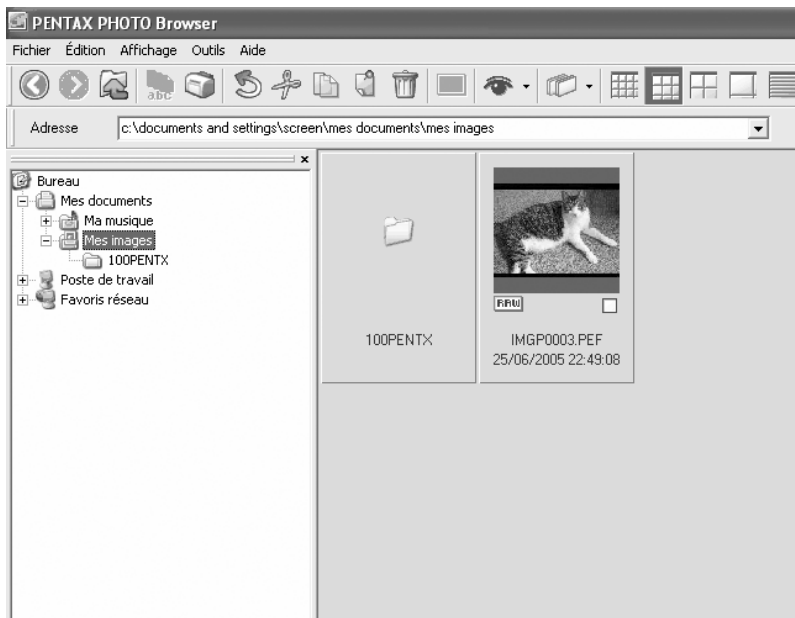 PENTAX PHOTO Browser
Fichier Édition Affichage Outils Aide
abc
Adresse c:\documents and settings\screen\mes documents\mes images
Bureau
Mes documents
Ma musique
Mes images
100PENTX
Poste de travail
Favoris réseau
100PENTX
RAW
IMGP0003.PEF
25/06/2005 22:49:08